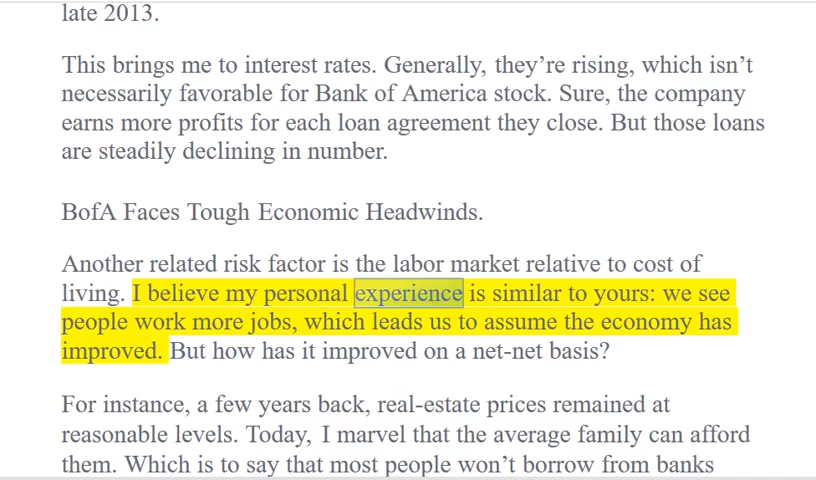 late 2013.
This brings me to interest rates. Generally, they’re rising, which isn’t
necessarily favorable for Bank of America stock. Sure, the company
earns more profits for each loan agreement they close. But those loans
are steadily declining in number.
BofA Faces Tough Economic Headwinds.
Another related risk factor is the labor market relative to cost of
living. I believe my personal experience is similar to yours: we see
people work more jobs, which leads us to assume the economy has
improved. But how has it improved on a net-net basis?
For instance, a few years back, real-estate prices remained at
reasonable levels. Today, I marvel that the average family can afford
them. Which is to say that most people won’t borrow from banks